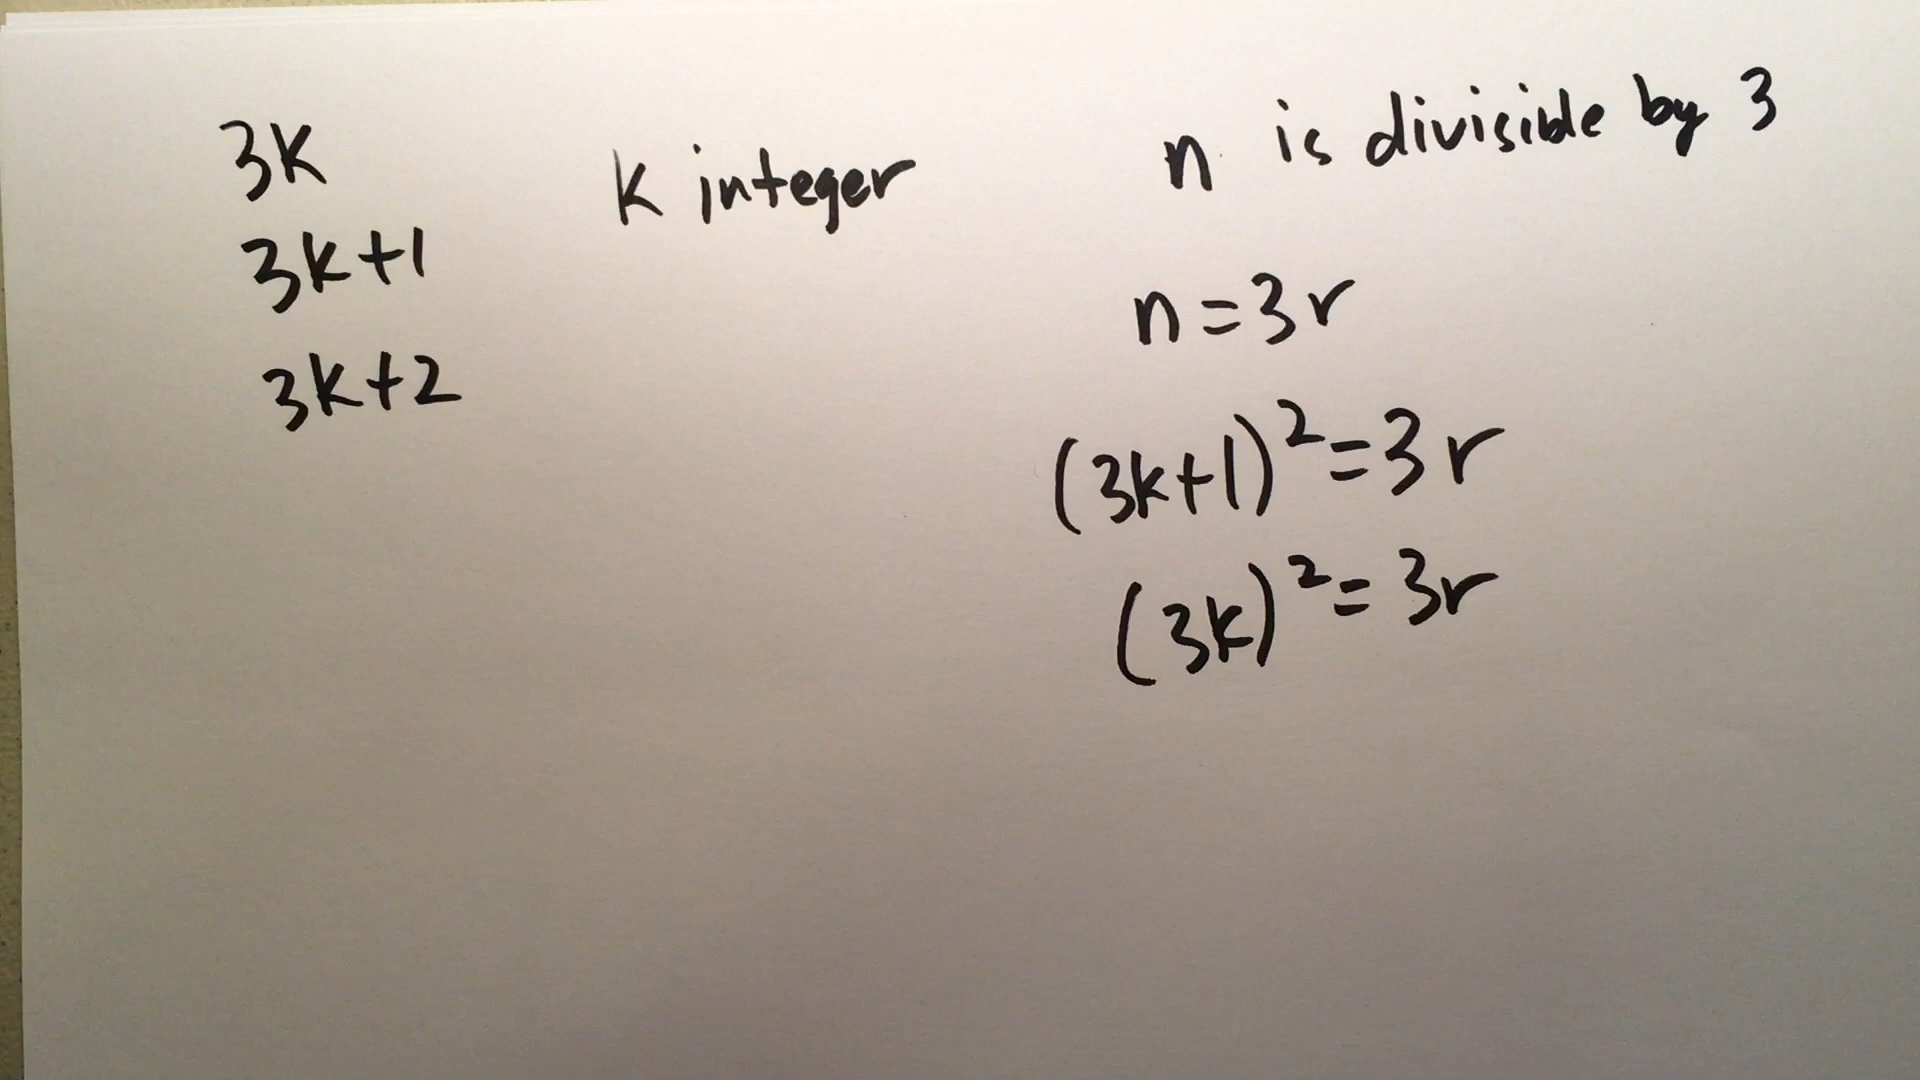 3k
3k+1
3k+2
k integer
n is divisible by 3
n=3r
(3k+1)²=3r
(3k)²=3r